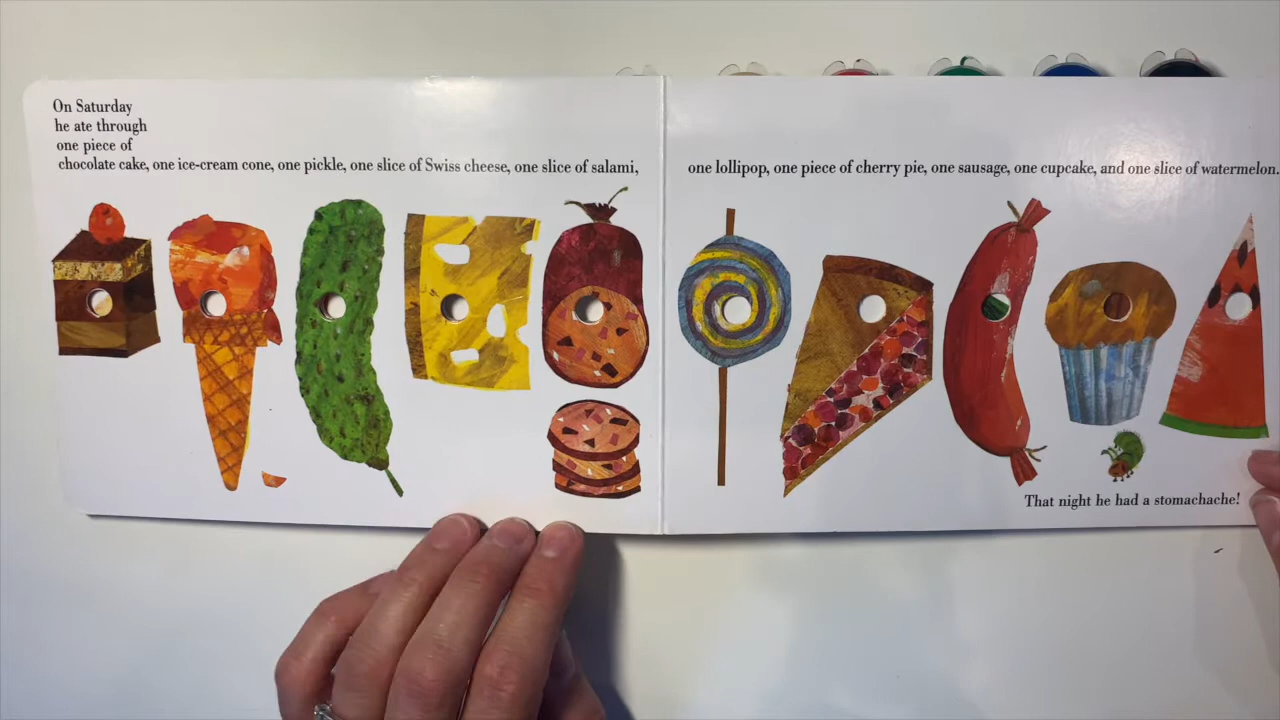 On Saturday
he ate through
one piece of
chocolate cake, one ice-cream cone, one pickle, one slice of Swiss cheese, one slice of salami,
one lollipop, one piece of cherry pie, one sausage, one cupcake, and one slice of watermelon.
That night he had a stomachache!